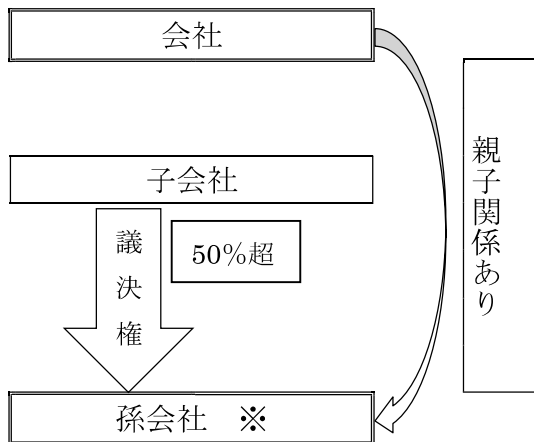 会社
子会社
議決権
50%超
孫会社 ※
親子関係あり